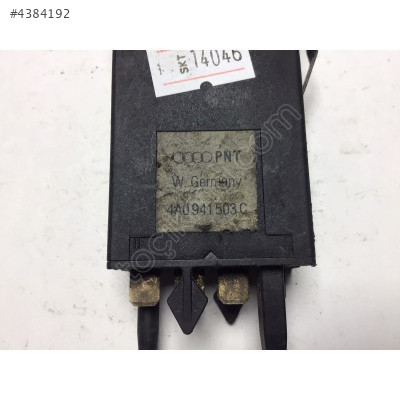 #4384192
SKT
14046
PNT
W. Germany
4A0 941 503 C